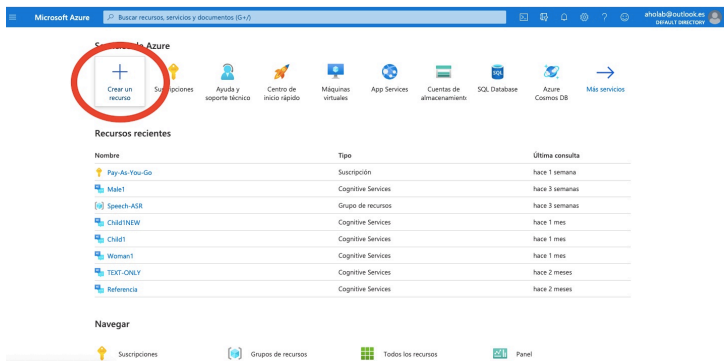 Microsoft Azure
Buscar recursos, servicios y documentos (G+/)
aholab@outlook.es
DEFAULT DIRECTORY
Azure
Crear un recurso
Ayuda y soporte técnico
Centro de inicio rápido
Máquinas virtuales
App Services
Cuentas de almacenamiento
SQL
SQL Database
Azure Cosmos DB
Más servicios
Recursos recientes
Nombre Tipo Última consulta
Pay-As-You-Go Suscripción hace 1 semana
Male1 Cognitive Services hace 3 semanas
Speech-ASR Grupo de recursos hace 3 semanas
Child1NEW Cognitive Services hace 1 mes
Child1 Cognitive Services hace 1 mes
Woman1 Cognitive Services hace 1 mes
TEXT-ONLY Cognitive Services hace 2 meses
Referencia Cognitive Services hace 2 meses
Navegar
Suscripciones Grupos de recursos Todos los recursos Panel